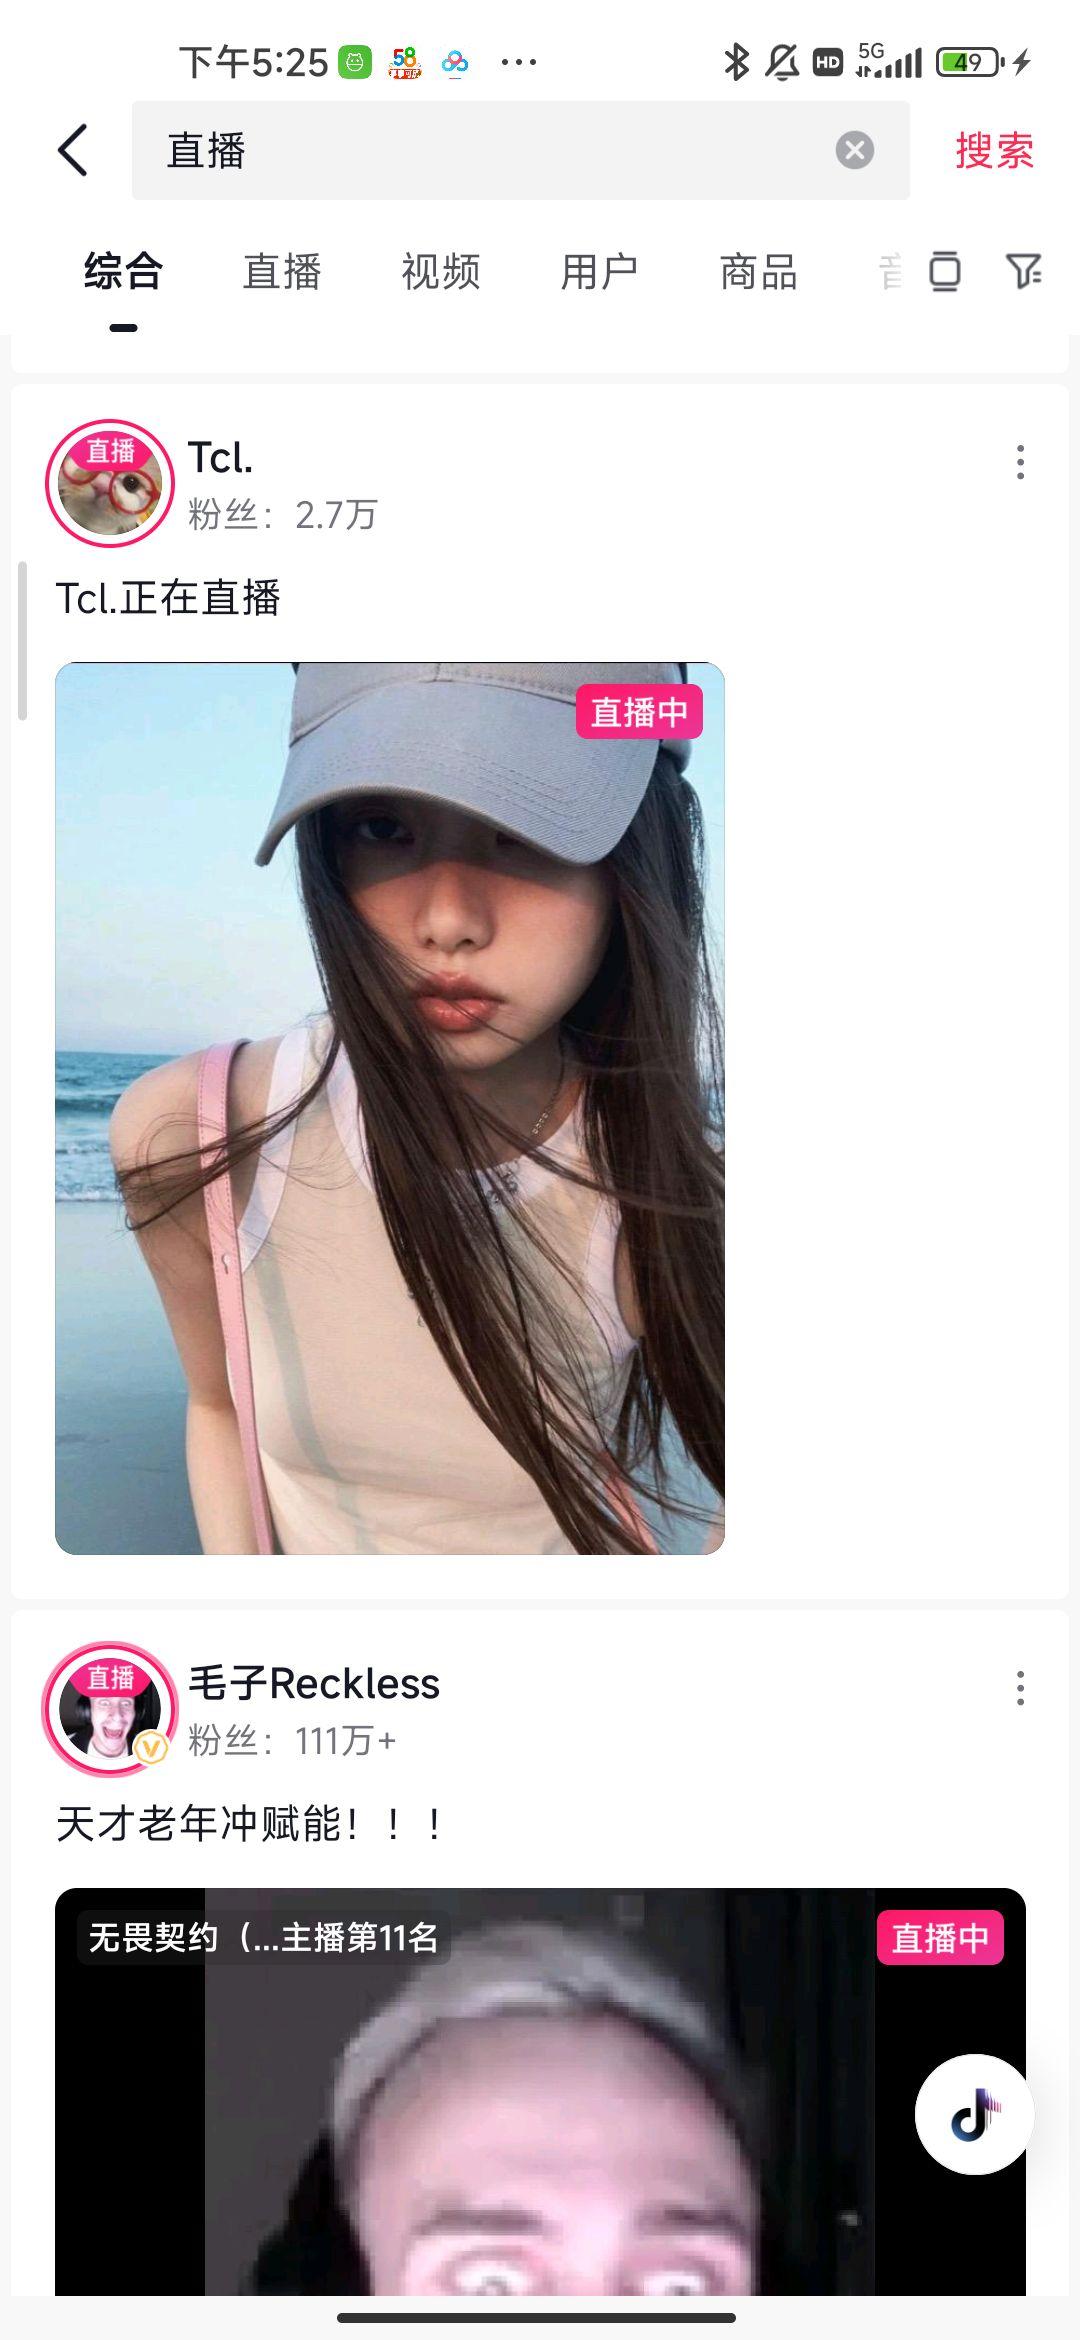 下午5:25
58
HD
5G
49
直播
搜索
综合
直播
视频
用户
商品
直播
Tcl.
粉丝：2.7万
Tcl.正在直播
直播中
直播
毛子Reckless
粉丝：111万+
天才老年冲赋能！！！
无畏契约（...主播第11名
直播中